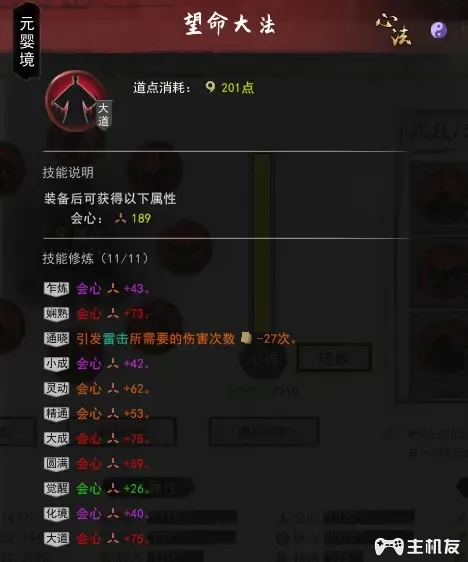 元婴境
望命大法
心法
大道
道点消耗： 201点
技能说明
装备后可获得以下属性
会心： 189
技能修炼（11/11）
乍炼 会心 +43。
娴熟 会心 +73。
通晓 引发雷击所需要的伤害次数 -27次。
小成 会心 +42。
灵动 会心 +62。
精通 会心 +53。
大成 会心 +75。
圆满 会心 +69。
觉醒 会心 +26。
化境 会心 +40。
大道 会心 +75。
主机友